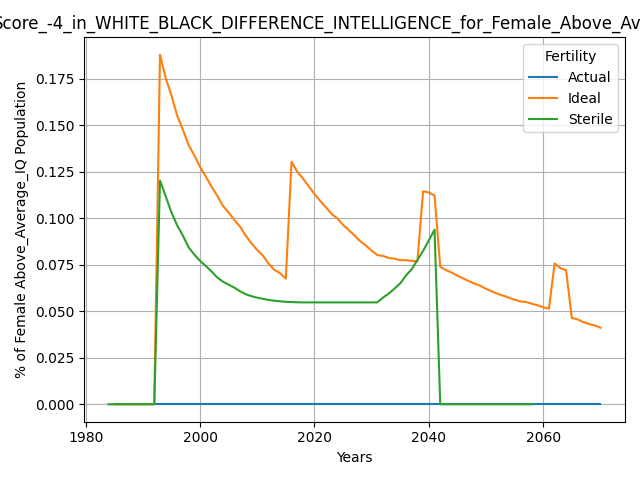 Score_-4_in_WHITE_BLACK_DIFFERENCE_INTELLIGENCE_for_Female_Above_Av
Fertility
Actual
Ideal
Sterile
% of Female Above_Average_IQ Population
0.175
0.150
0.125
0.100
0.075
0.050
0.025
0.000
1980 2000 2020 2040 2060
Years